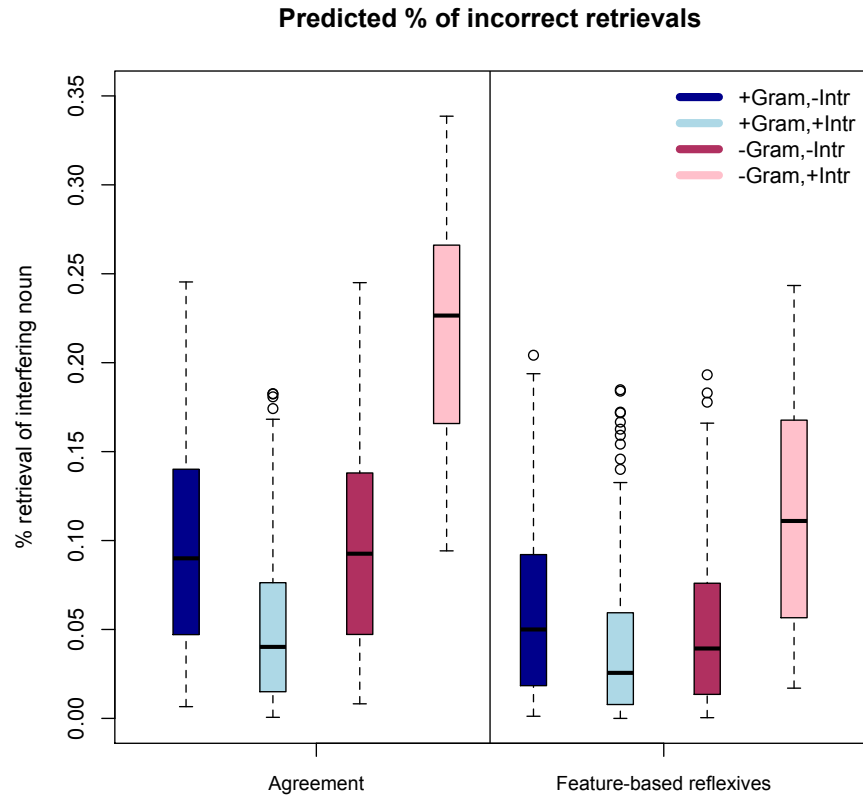 Predicted % of incorrect retrievals
+Gram,-Intr
+Gram,+Intr
-Gram,-Intr
-Gram,+Intr
% retrieval of interfering noun
0.35
0.30
0.25
0.20
0.15
0.10
0.05
0.00
Agreement
Feature-based reflexives